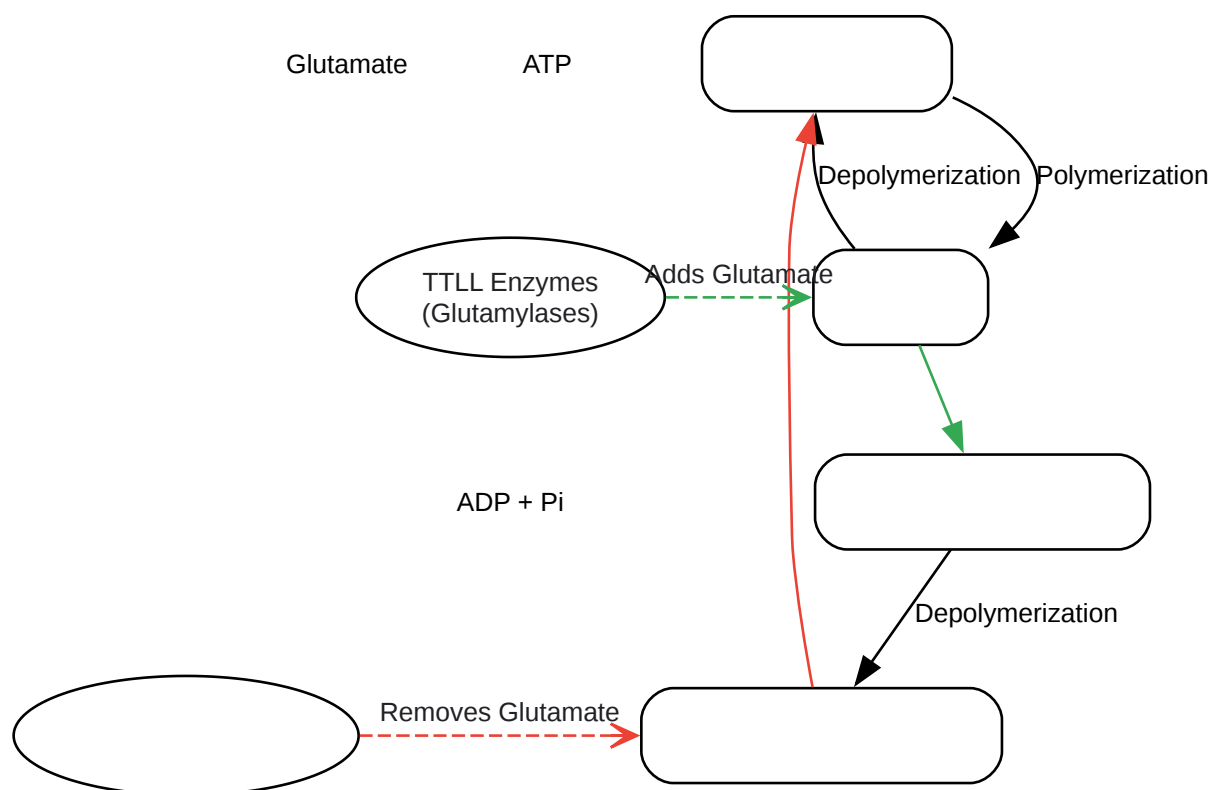 Glutamate
ATP
Depolymerization
Polymerization
Adds Glutamate
TTLL Enzymes
(Glutamylases)
ADP + Pi
Depolymerization
Removes Glutamate